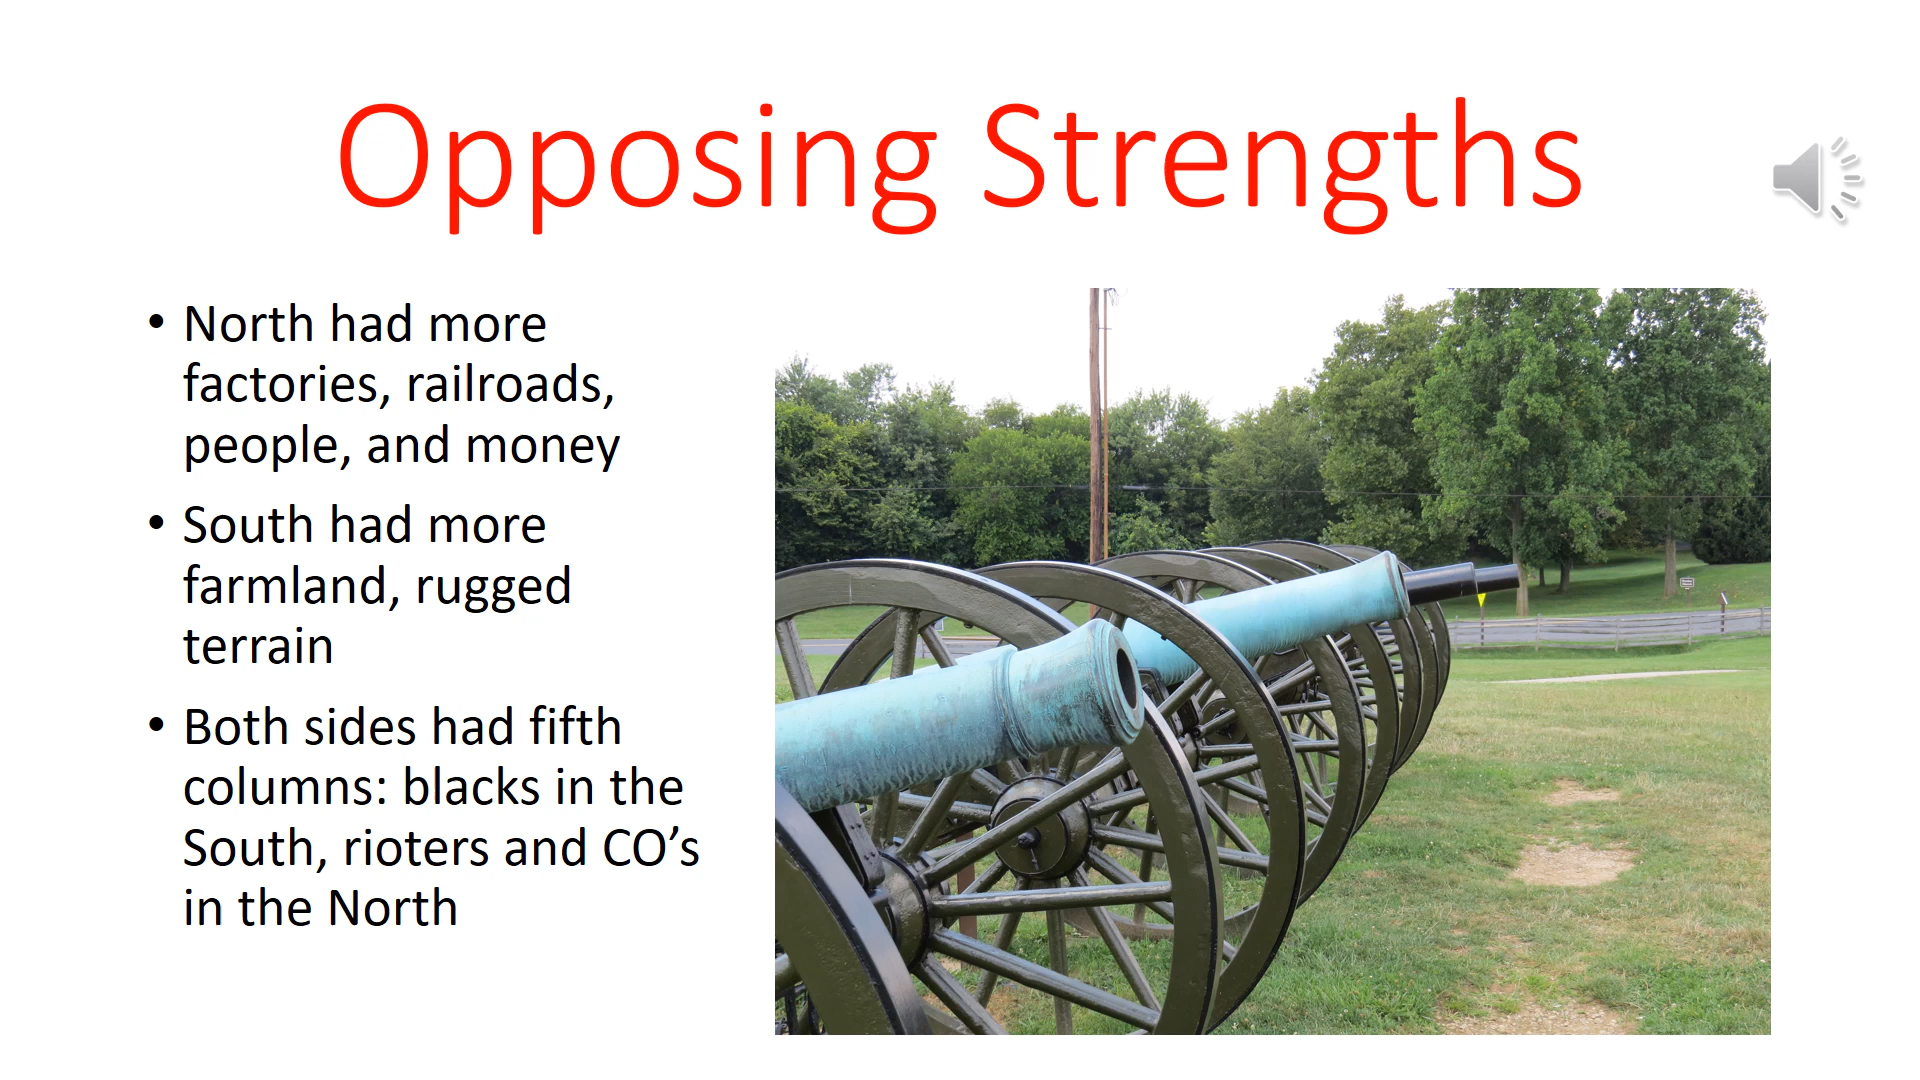 Opposing Strengths
• North had more
factories, railroads,
people, and money
• South had more
farmland, rugged
terrain
• Both sides had fifth
columns: blacks in the
South, rioters and CO’s
in the North